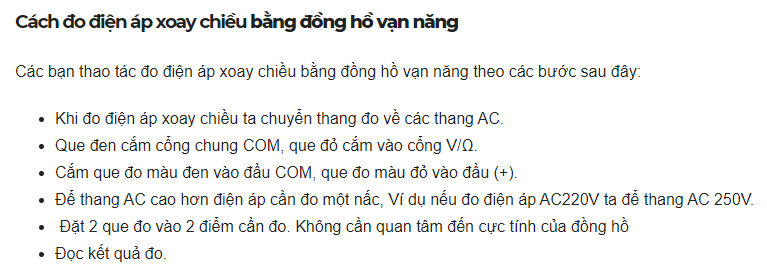 Cách đo điện áp xoay chiều bằng đồng hồ vạn năng
Các bạn thao tác đo điện áp xoay chiều bằng đồng hồ vạn năng theo các bước sau đây:
• Khi đo điện áp xoay chiều ta chuyển thang đo về các thang AC.
• Que đen cắm cổng chung COM, que đỏ cắm vào cổng V/Ω.
• Cắm que đo màu đen vào đầu COM, que đo màu đỏ vào đầu (+).
• Để thang AC cao hơn điện áp cần đo một nấc, Ví dụ nếu đo điện áp AC220V ta để thang AC 250V.
• Đặt 2 que đo vào 2 điểm cần đo. Không cần quan tâm đến cực tính của đồng hồ
• Đọc kết quả đo.